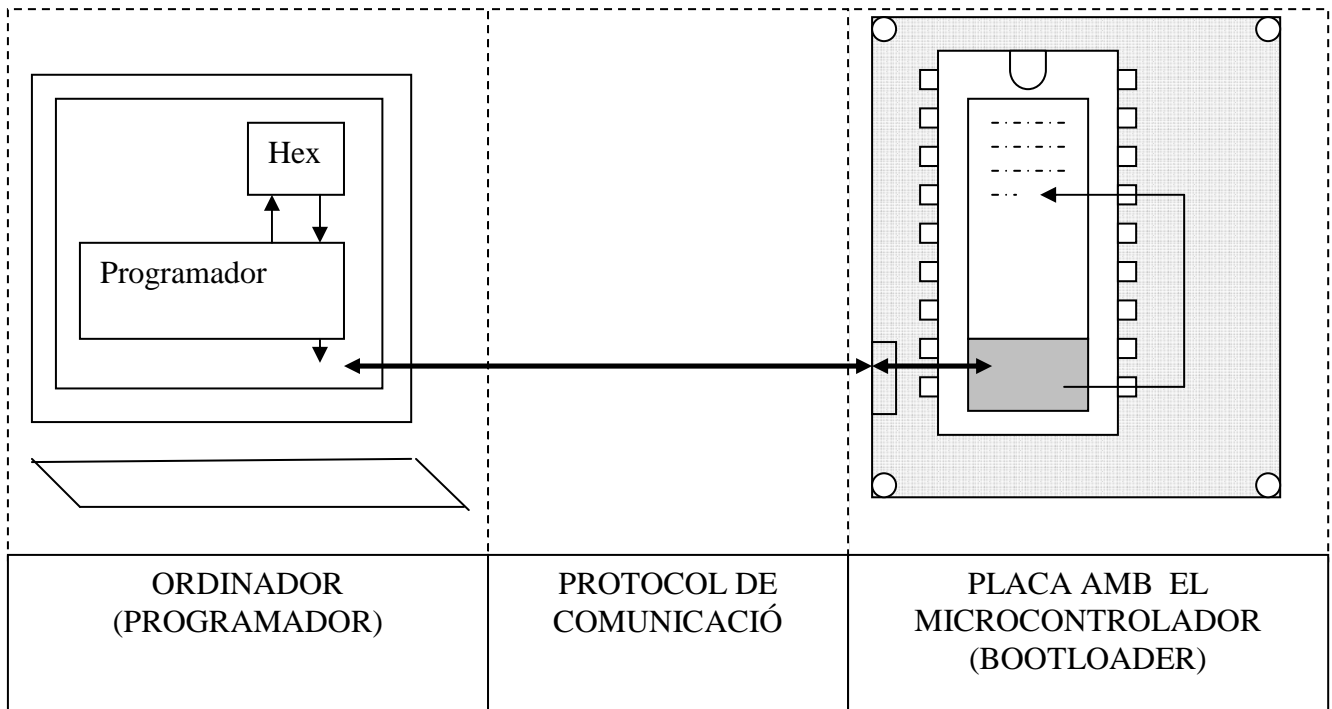 Hex
Programador
ORDINADOR
(PROGRAMADOR)
PROTOCOL DE
COMUNICACIÓ
PLACA AMB EL
MICROCONTROLADOR
(BOOTLOADER)